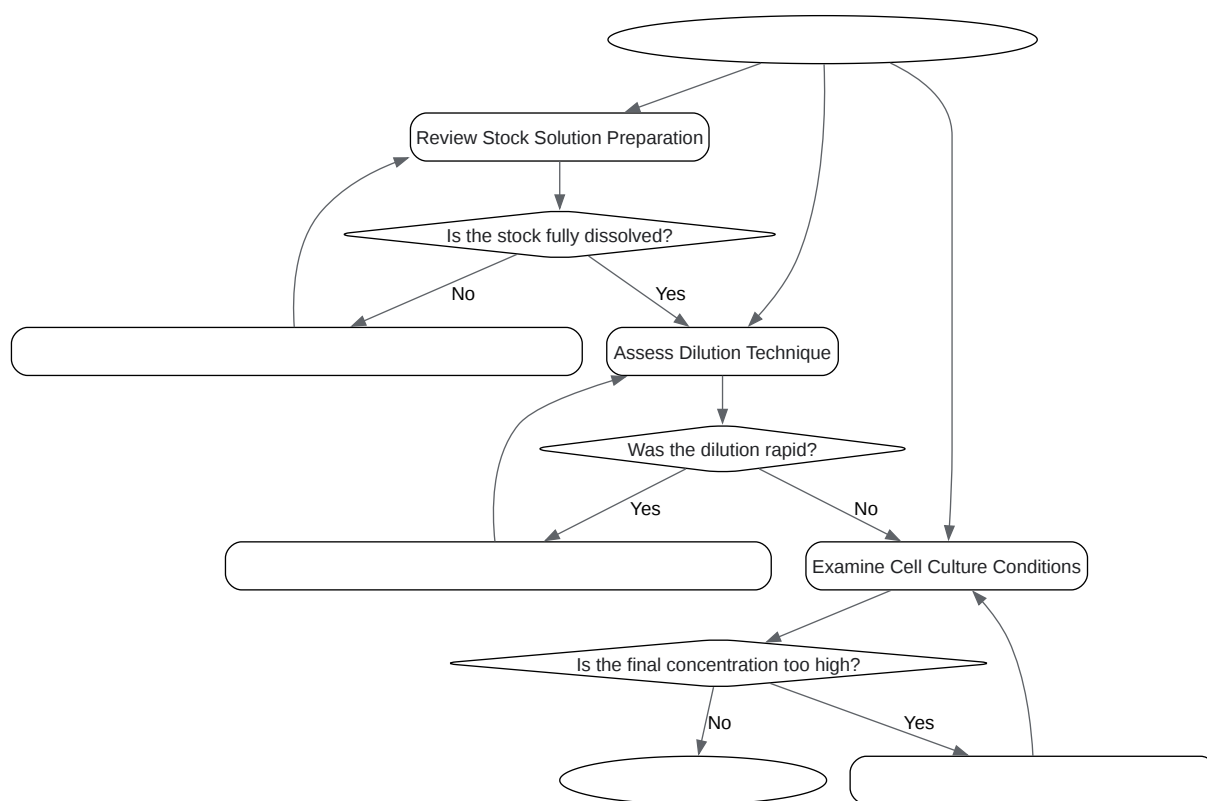 Review Stock Solution Preparation
Is the stock fully dissolved?
No
Yes
Assess Dilution Technique
Was the dilution rapid?
Yes
No
Examine Cell Culture Conditions
Is the final concentration too high?
No
Yes